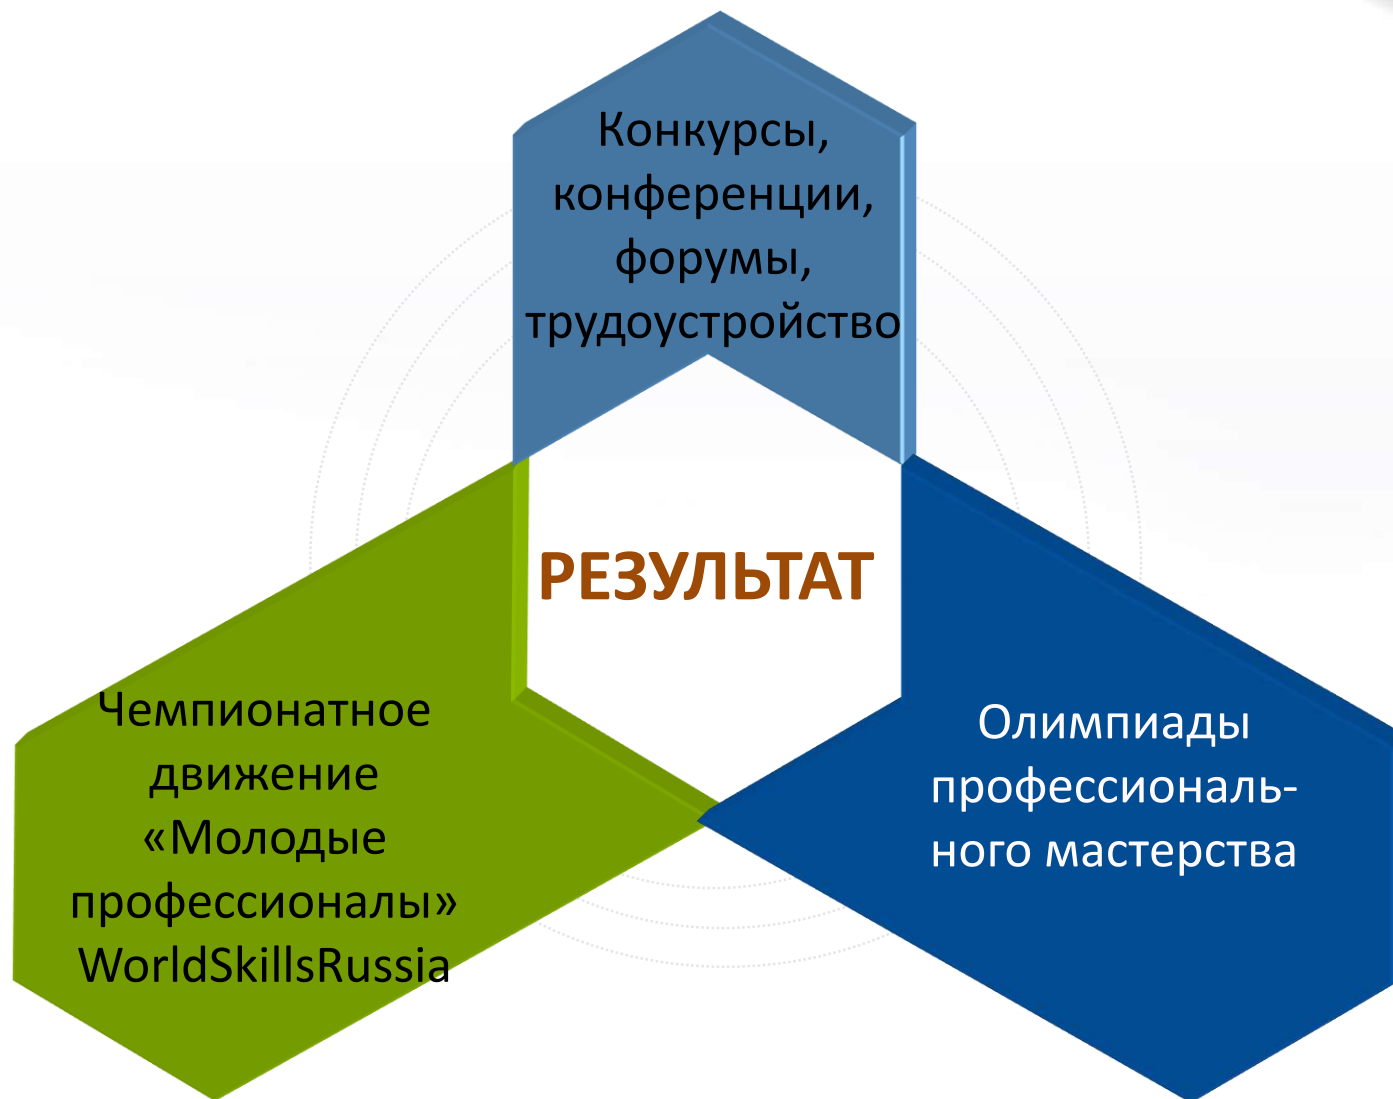 Конкурсы,
конференции,
форумы,
трудоустройство
РЕЗУЛЬТАТ
Чемпионатное
движение
«Молодые
профессионалы»
WorldSkillsRussia
Олимпиады
профессиональ-
ного мастерства